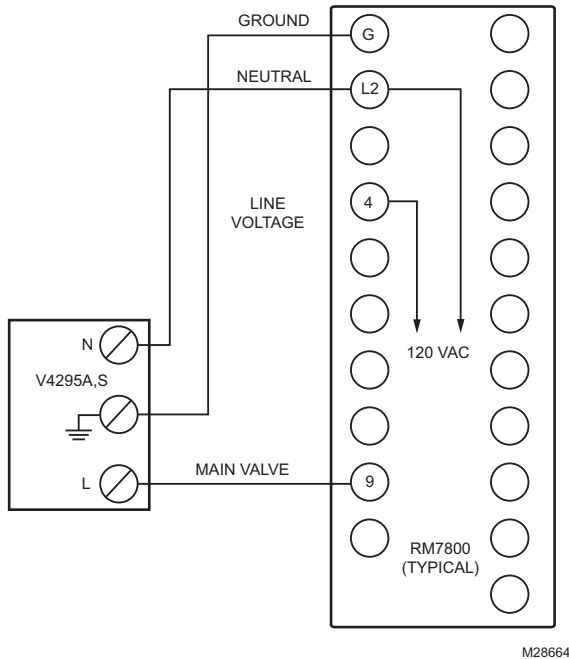 GROUND
G
NEUTRAL
L2
4
LINE
VOLTAGE
120 VAC
N
V4295A,S
L
MAIN VALVE
9
RM7800
(TYPICAL)
M28664